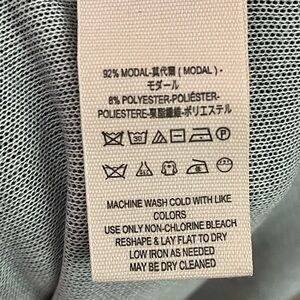 92% MODAL-莫代爾 ( MODAL ) -
モダール
8% POLYESTER-POLIÉSTER-
POLIESTERE-聚酯纖維-ポリエステル
MACHINE WASH COLD WITH LIKE
COLORS
USE ONLY NON-CHLORINE BLEACH
RESHAPE & LAY FLAT TO DRY
LOW IRON AS NEEDED
MAY BE DRY CLEANED